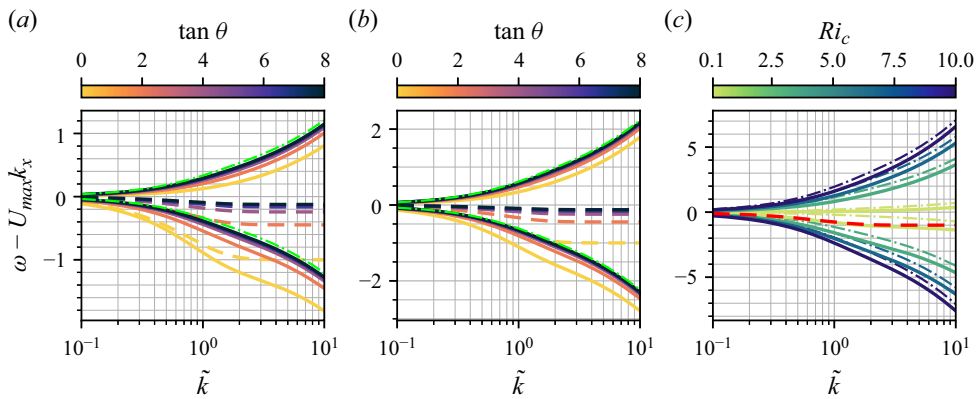 (a) tan θ
0 2 4 6 8
ω – U_max k_x
1
0
−1
10^−1 10^0 10^1
k̃
(b) tan θ
0 2 4 6 8
2
0
−2
10^−1 10^0 10^1
k̃
(c) Ri_c
0.1 2.5 5.0 7.5 10.0
5
0
−5
10^−1 10^0 10^1
k̃